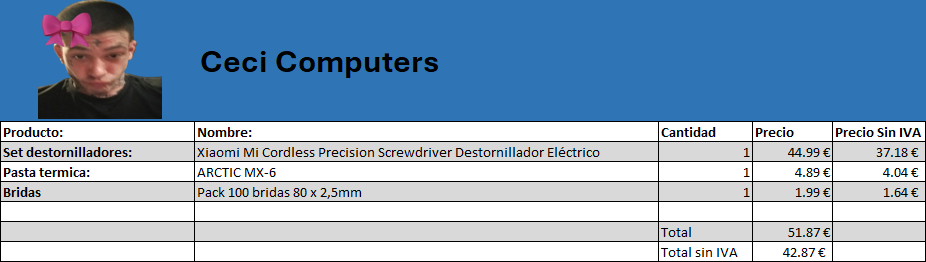 Ceci Computers
Producto: Nombre: Cantidad Precio Precio Sin IVA
Set destornilladores: Xiaomi Mi Cordless Precision Screwdriver Destornillador Eléctrico 1 44.99 € 37.18 €
Pasta termica: ARCTIC MX-6 1 4.89 € 4.04 €
Bridas Pack 100 bridas 80 x 2,5mm 1 1.99 € 1.64 €
Total 51.87 €
Total sin IVA 42.87 €